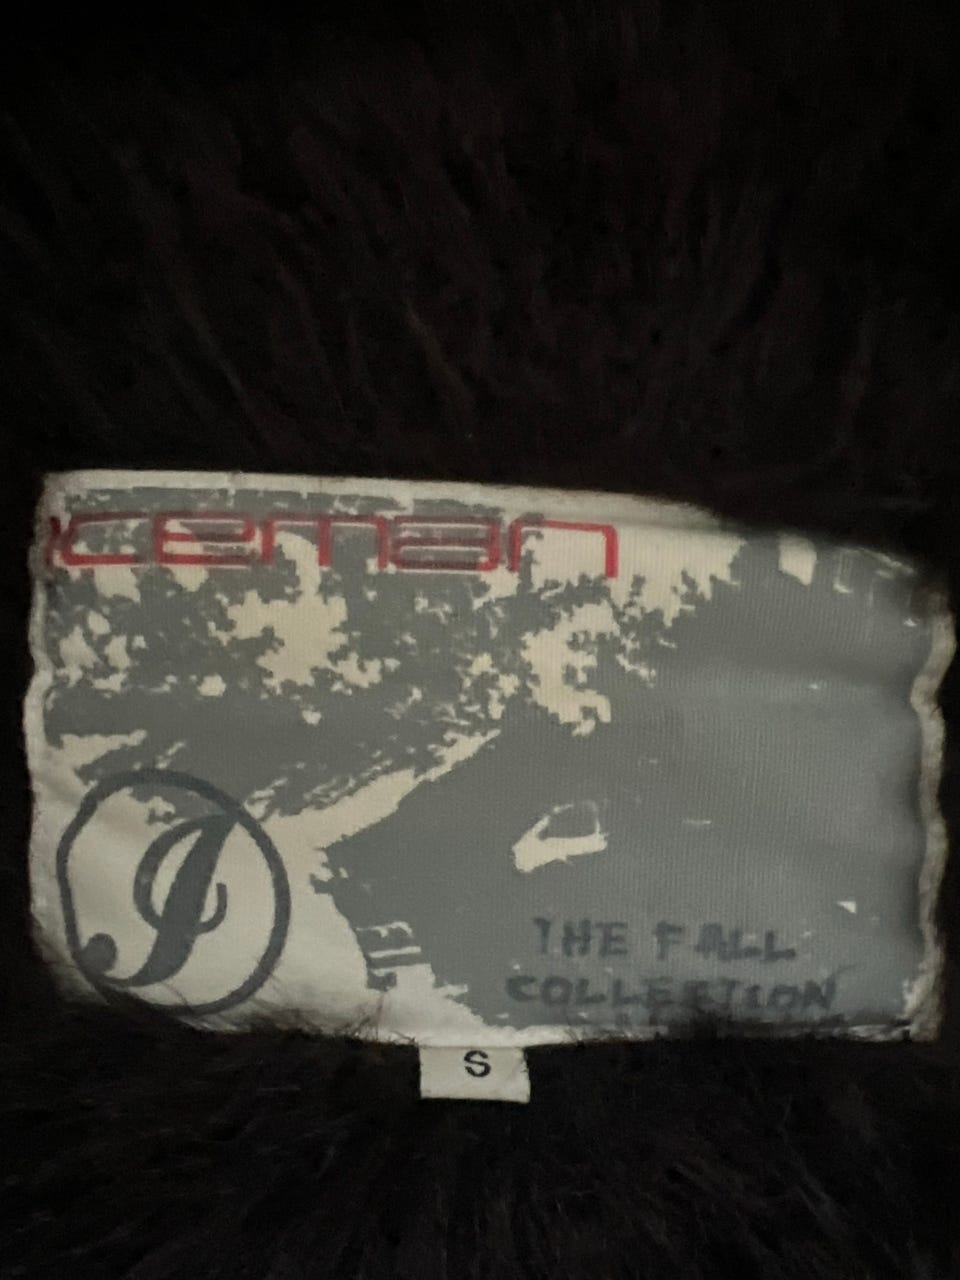 iceman
I
THE FALL
COLLECTION
S